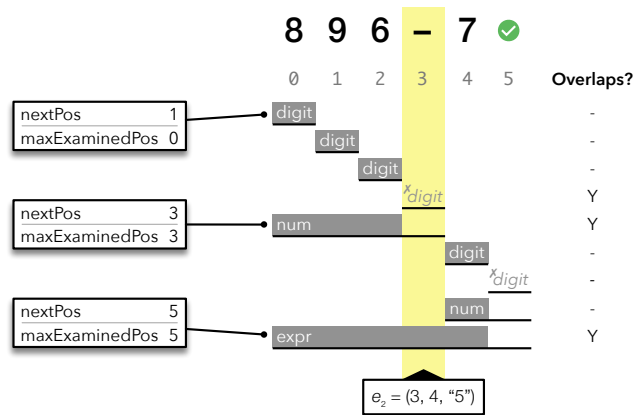 8 9 6 – 7
0 1 2 3 4 5 Overlaps?
nextPos 1
maxExaminedPos 0
digit -
digit -
digit -
✗digit Y
nextPos 3
maxExaminedPos 3
num Y
digit -
✗digit -
num -
nextPos 5
maxExaminedPos 5
expr Y
e₂ = (3, 4, “5”)